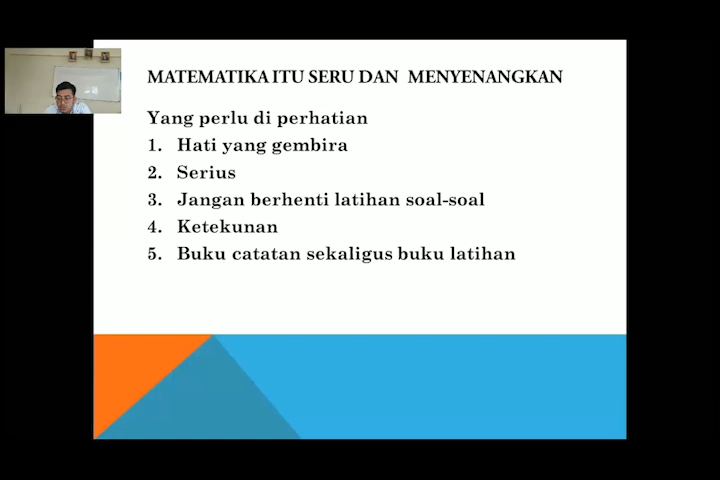 MATEMATIKA ITU SERU DAN MENYENANGKAN
Yang perlu di perhatian
1. Hati yang gembira
2. Serius
3. Jangan berhenti latihan soal-soal
4. Ketekunan
5. Buku catatan sekaligus buku latihan